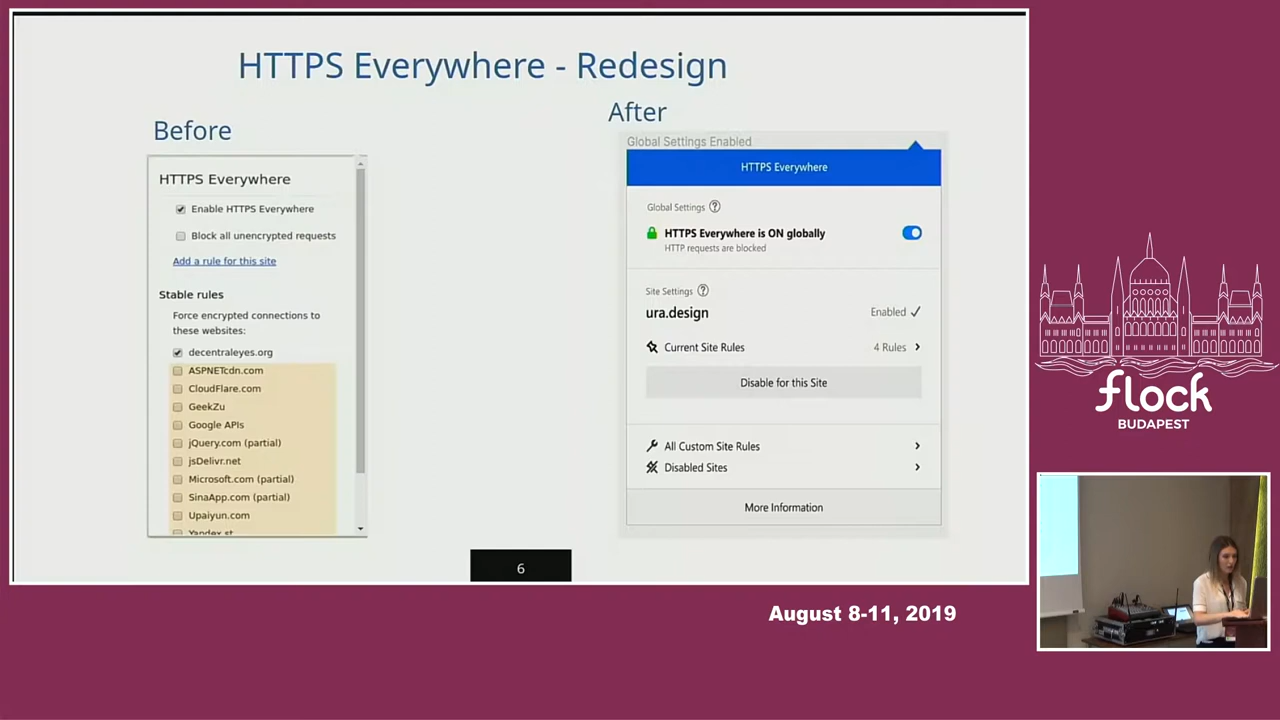 HTTPS Everywhere - Redesign
Before
HTTPS Everywhere
Enable HTTPS Everywhere
Block all unencrypted requests
Add a rule for this site
Stable rules
Force encrypted connections to
these websites:
decentraleyes.org
ASPNETcdn.com
CloudFlare.com
GeekZu
Google APIs
jQuery.com (partial)
jsDelivr.net
Microsoft.com (partial)
SinaApp.com (partial)
Upaiyun.com
Yandex.st
After
Global Settings Enabled
HTTPS Everywhere
Global Settings ?
HTTPS Everywhere is ON globally
HTTP requests are blocked
Site Settings ?
ura.design Enabled ✓
Current Site Rules 4 Rules >
Disable for this Site
All Custom Site Rules >
Disabled Sites >
More Information
6
flock
BUDAPEST
August 8-11, 2019